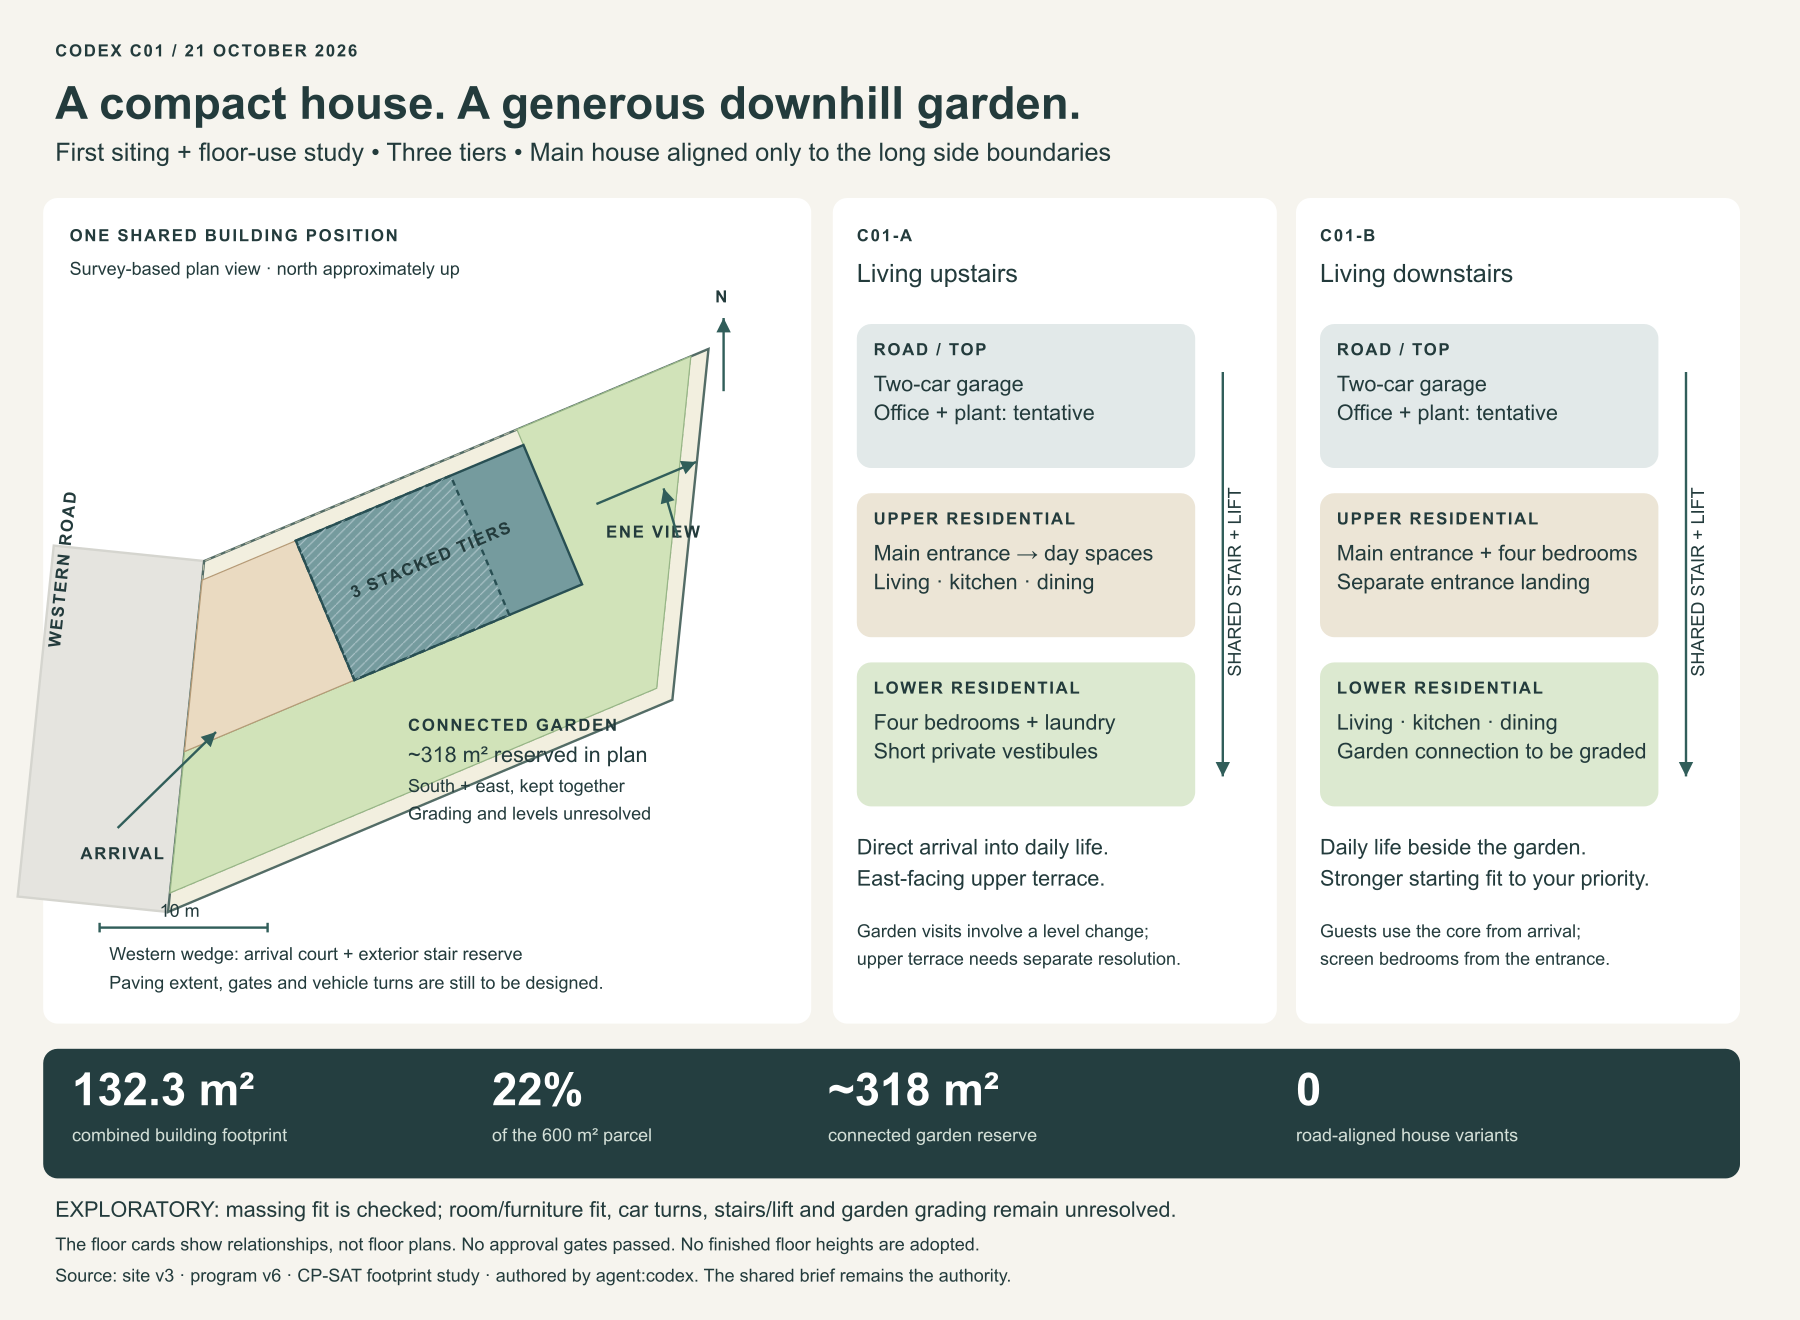 CODEX C01 / 21 OCTOBER 2026
A compact house. A generous downhill garden.
First siting + floor-use study • Three tiers • Main house aligned only to the long side boundaries
ONE SHARED BUILDING POSITION
Survey-based plan view · north approximately up
N
WESTERN ROAD
3 STACKED TIERS
ENE VIEW
CONNECTED GARDEN
~318 m² reserved in plan
South + east, kept together
Grading and levels unresolved
ARRIVAL
10 m
Western wedge: arrival court + exterior stair reserve
Paving extent, gates and vehicle turns are still to be designed.
C01-A
Living upstairs
ROAD / TOP
Two-car garage
Office + plant: tentative
UPPER RESIDENTIAL
Main entrance → day spaces
Living · kitchen · dining
LOWER RESIDENTIAL
Four bedrooms + laundry
Short private vestibules
SHARED STAIR + LIFT
Direct arrival into daily life.
East-facing upper terrace.
Garden visits involve a level change;
upper terrace needs separate resolution.
C01-B
Living downstairs
ROAD / TOP
Two-car garage
Office + plant: tentative
UPPER RESIDENTIAL
Main entrance + four bedrooms
Separate entrance landing
LOWER RESIDENTIAL
Living · kitchen · dining
Garden connection to be graded
SHARED STAIR + LIFT
Daily life beside the garden.
Stronger starting fit to your priority.
Guests use the core from arrival;
screen bedrooms from the entrance.
132.3 m²
combined building footprint
22%
of the 600 m² parcel
~318 m²
connected garden reserve
0
road-aligned house variants
EXPLORATORY: massing fit is checked; room/furniture fit, car turns, stairs/lift and garden grading remain unresolved.
The floor cards show relationships, not floor plans. No approval gates passed. No finished floor heights are adopted.
Source: site v3 · program v6 · CP-SAT footprint study · authored by agent:codex. The shared brief remains the authority.